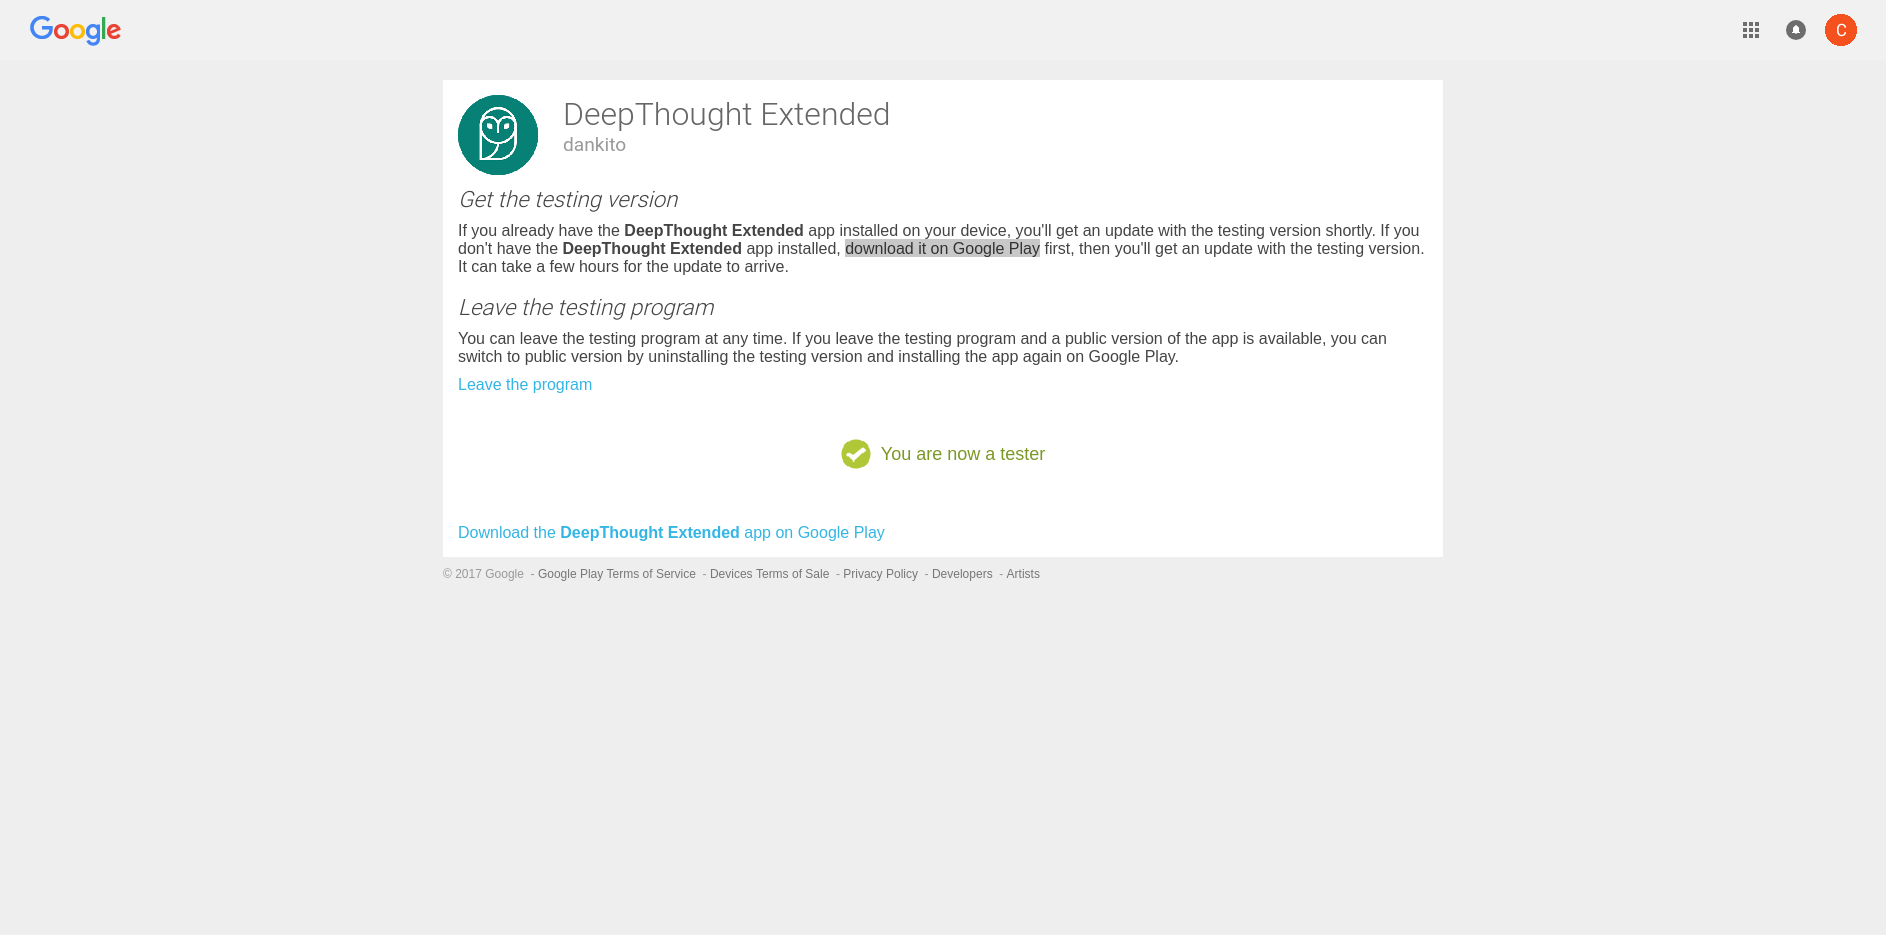 Google
C
DeepThought Extended
dankito
Get the testing version
If you already have the DeepThought Extended app installed on your device, you'll get an update with the testing version shortly. If you
don't have the DeepThought Extended app installed, download it on Google Play first, then you'll get an update with the testing version.
It can take a few hours for the update to arrive.
Leave the testing program
You can leave the testing program at any time. If you leave the testing program and a public version of the app is available, you can
switch to public version by uninstalling the testing version and installing the app again on Google Play.
Leave the program
You are now a tester
Download the DeepThought Extended app on Google Play
© 2017 Google - Google Play Terms of Service - Devices Terms of Sale - Privacy Policy - Developers - Artists